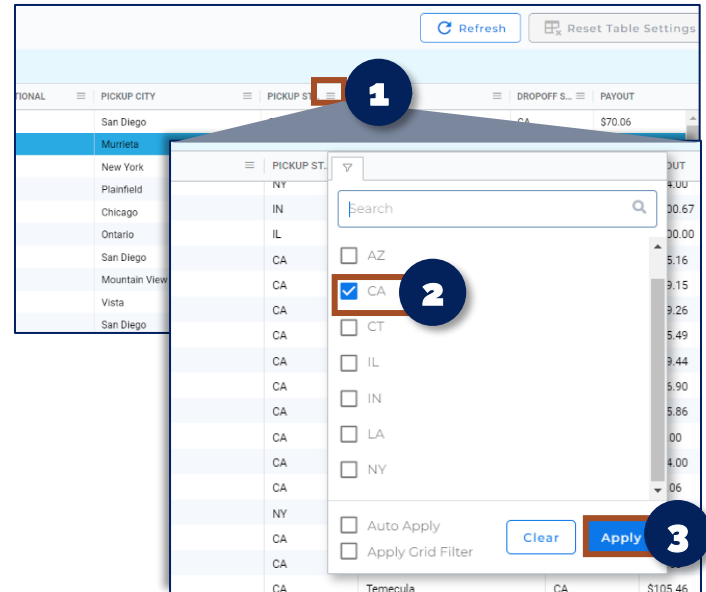 Refresh
Reset Table Settings
TIONAL PICKUP CITY PICKUP ST... DROPOFF S... PAYOUT
1
San Diego CA $70.06
Murrieta
New York
Plainfield
Chicago
Ontario
San Diego
Mountain View
Vista
San Diego
PICKUP ST. OUT
NY 4.00
IN 00.67
IL 00.00
CA 5.16
CA 9.15
CA 9.26
CA 5.49
CA 9.44
CA 6.90
CA 5.86
CA 00
CA 4.00
CA 06
NY
CA
CA
CA Temecula CA $105.46
Search
AZ
CA
2
CT
IL
IN
LA
NY
Auto Apply
Apply Grid Filter
Clear
Apply
3